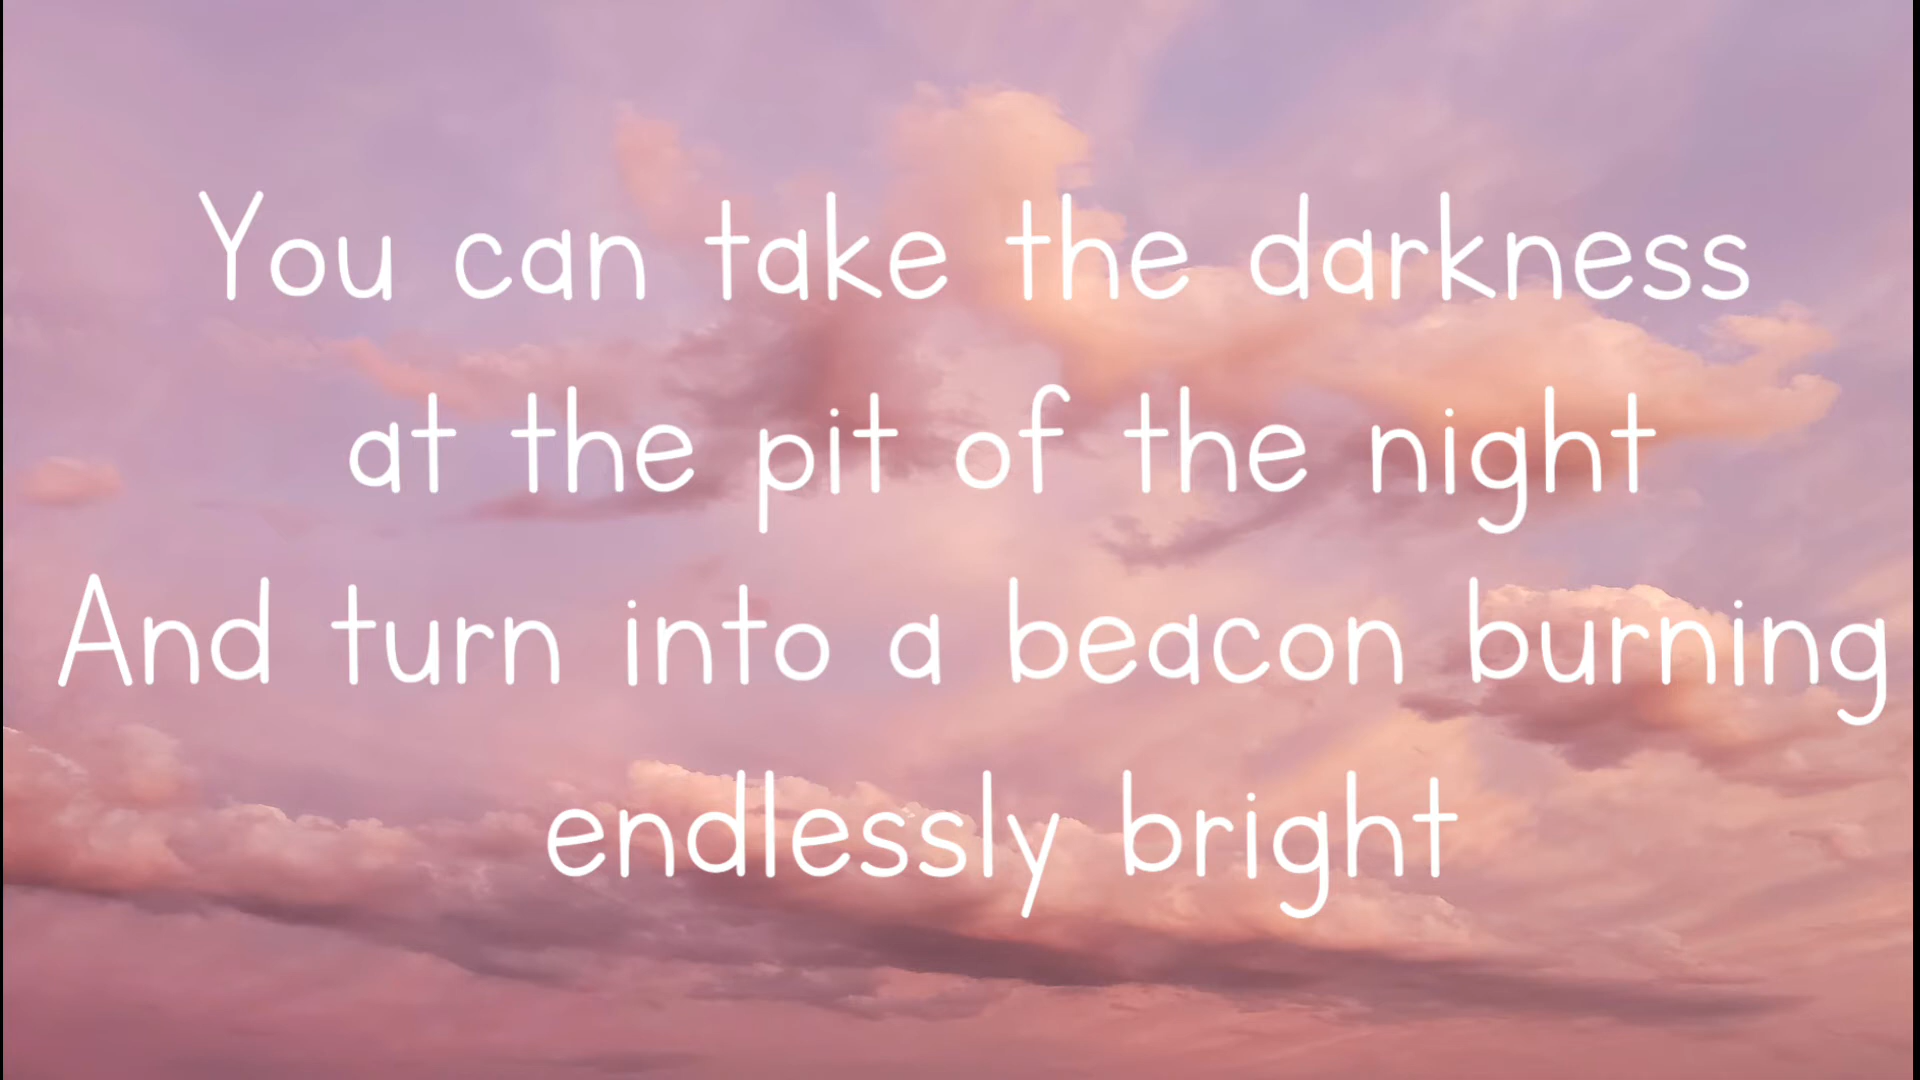 You can take the darkness
at the pit of the night
And turn into a beacon burning
endlessly bright